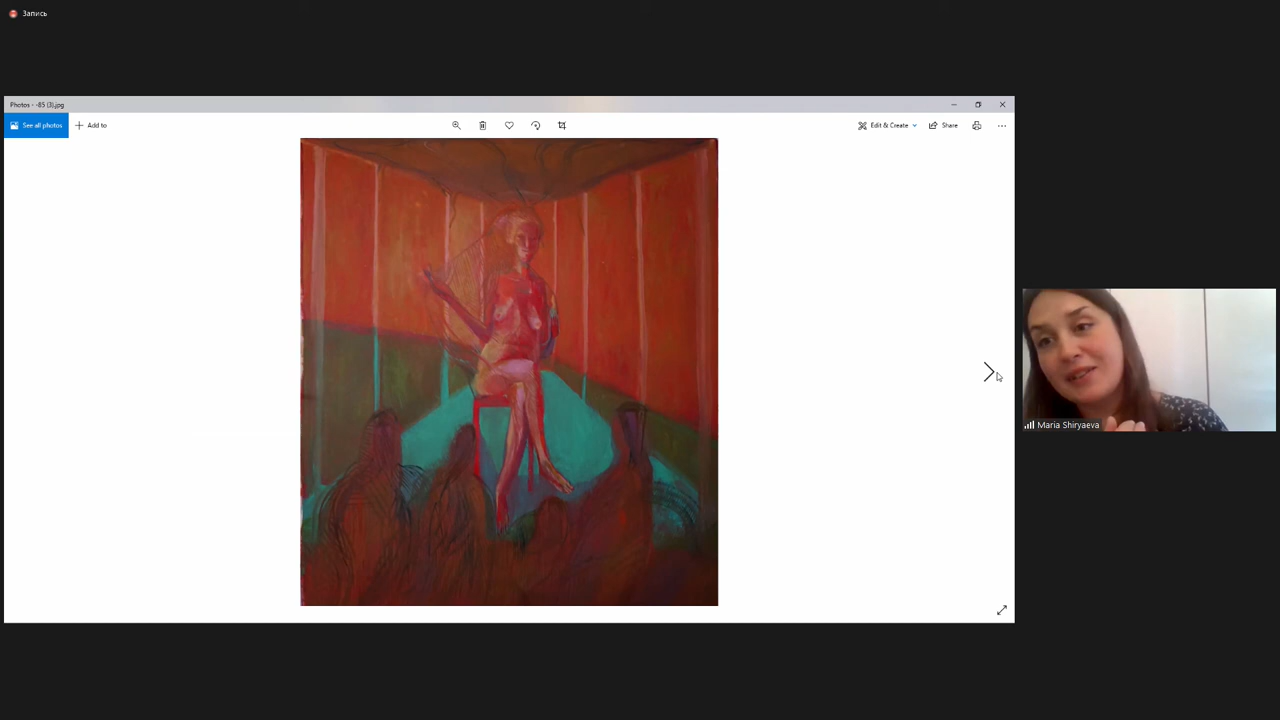 Запись
Photos - -85 (3).jpg
See all photos
Add to
Edit & Create
Share
Maria Shiryaeva